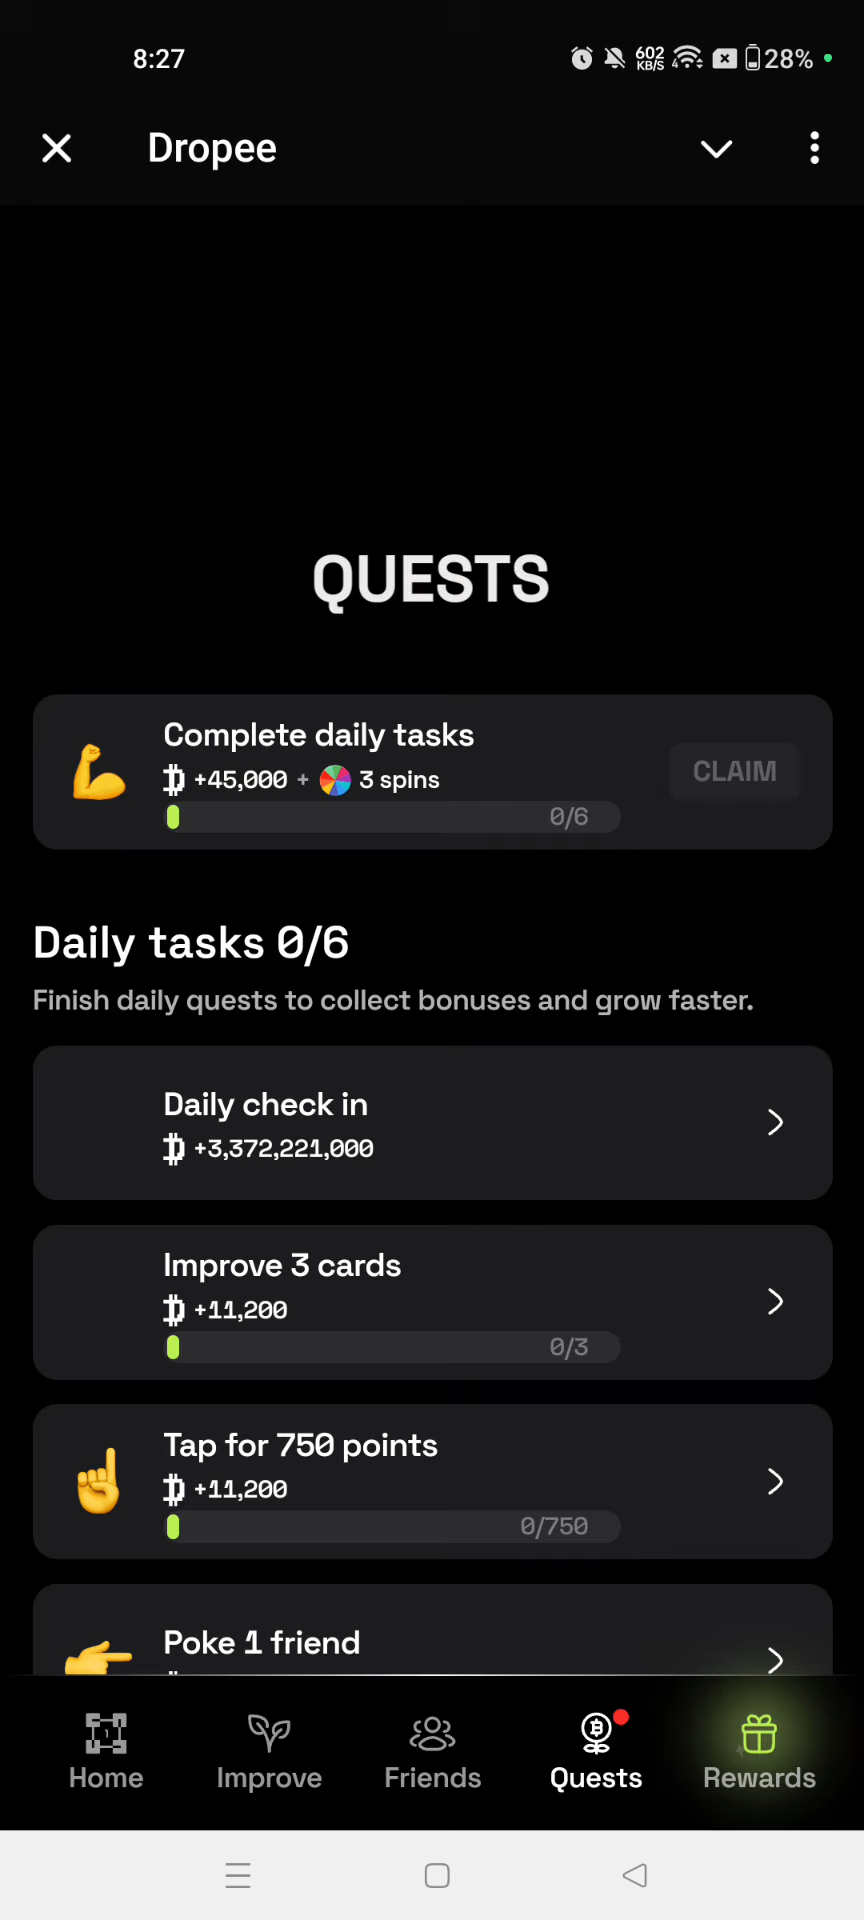 8:27
602 KB/S
4
28%
Dropee
QUESTS
Complete daily tasks
+45,000 + 3 spins
0/6
CLAIM
Daily tasks 0/6
Finish daily quests to collect bonuses and grow faster.
Daily check in
+3,372,221,000
Improve 3 cards
+11,200
0/3
Tap for 750 points
+11,200
0/750
Poke 1 friend
Home
Improve
Friends
Quests
Rewards